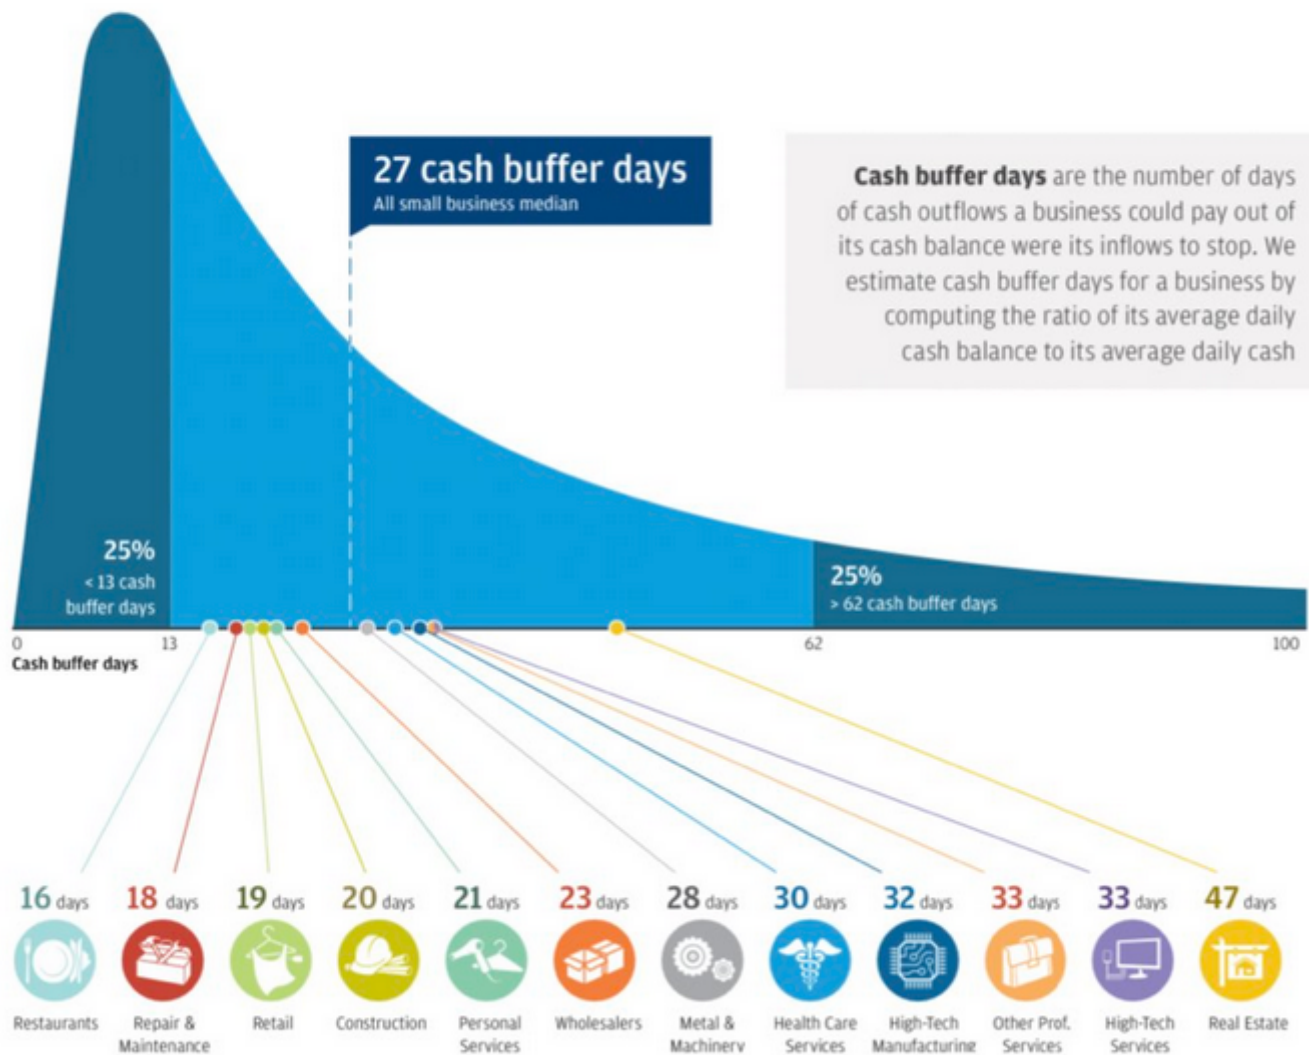 27 cash buffer days
All small business median
Cash buffer days are the number of days
of cash outflows a business could pay out of
its cash balance were its inflows to stop. We
estimate cash buffer days for a business by
computing the ratio of its average daily
cash balance to its average daily cash
25%
< 13 cash
buffer days
25%
> 62 cash buffer days
0 13 62 100
Cash buffer days
16 days 18 days 19 days 20 days 21 days 23 days 28 days 30 days 32 days 33 days 33 days 47 days
Restaurants Repair & Retail Construction Personal Wholesalers Metal & Health Care High-Tech Other Prof. High-Tech Real Estate
Maintenance Services Machinery Services Manufacturing Services Services